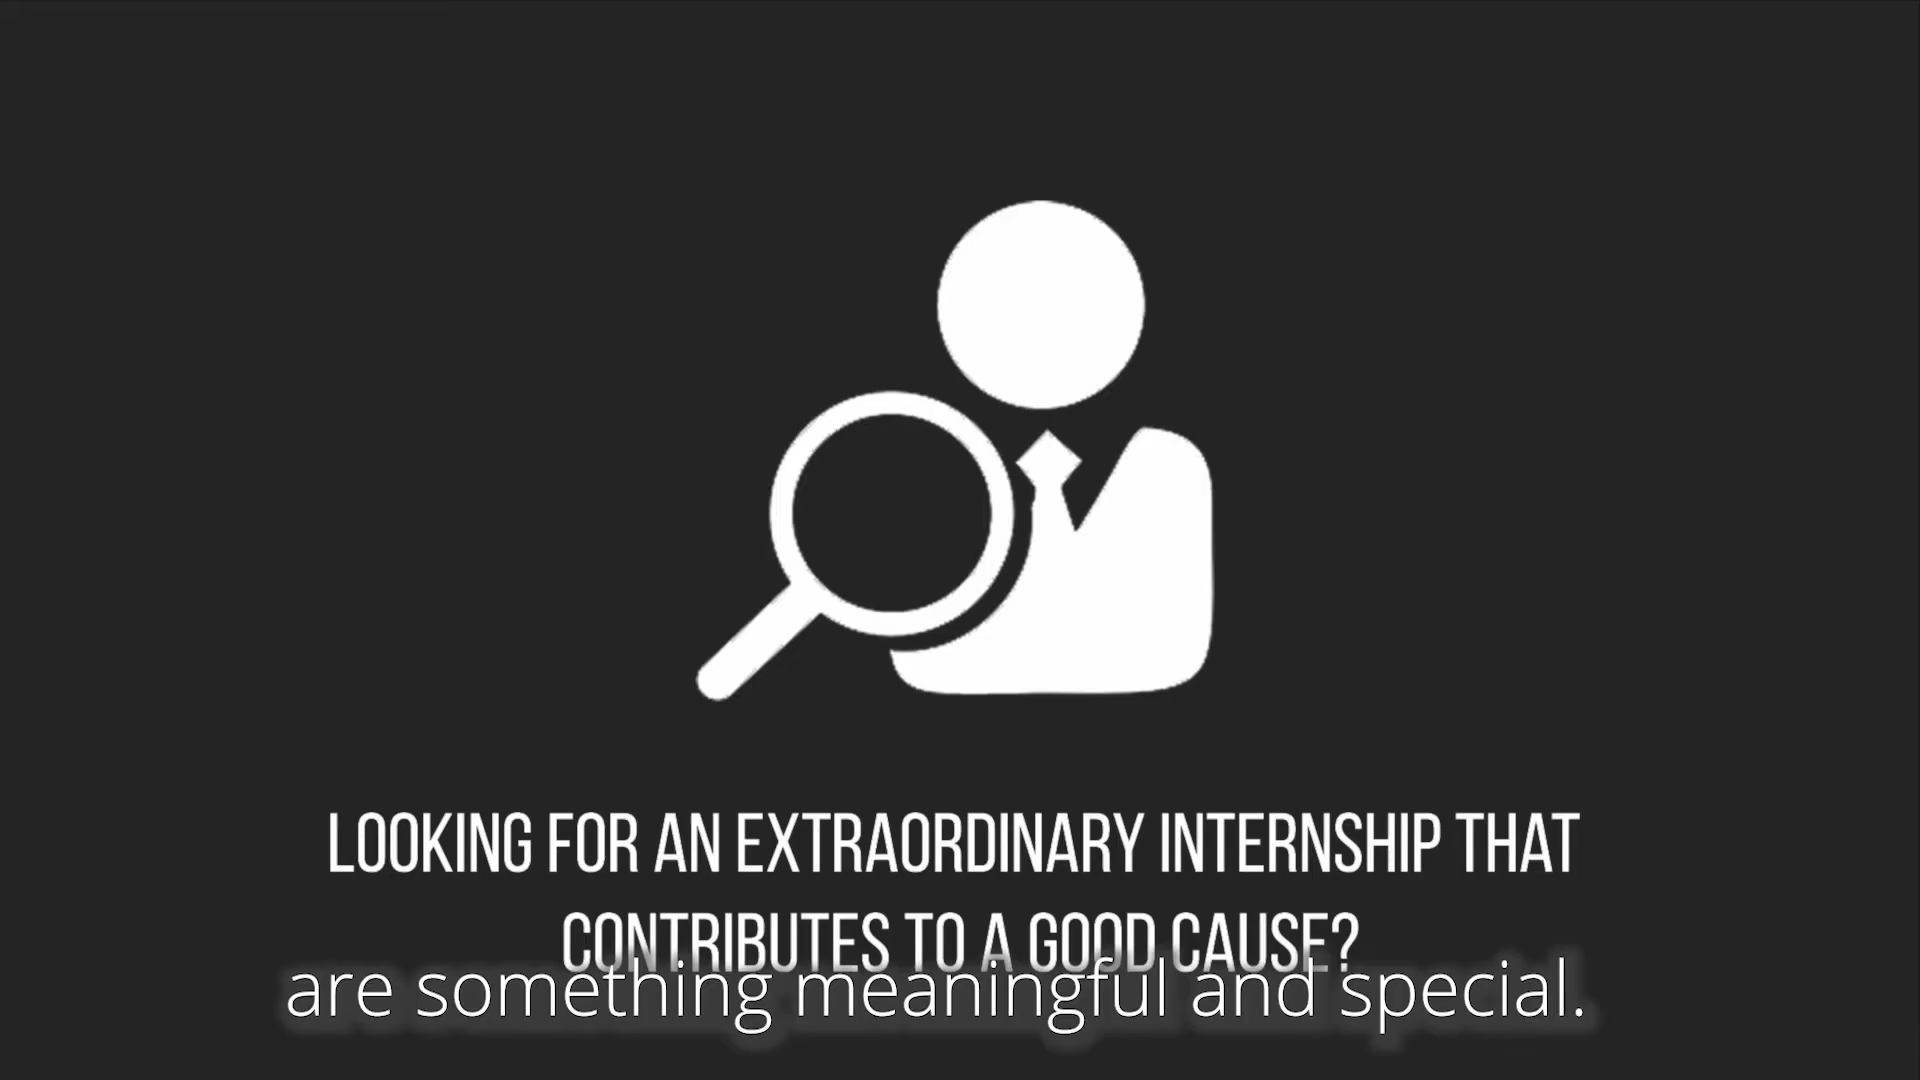 LOOKING FOR AN EXTRAORDINARY INTERNSHIP THAT
CONTRIBUTES TO A GOOD CAUSE?
are something meaningful and special.